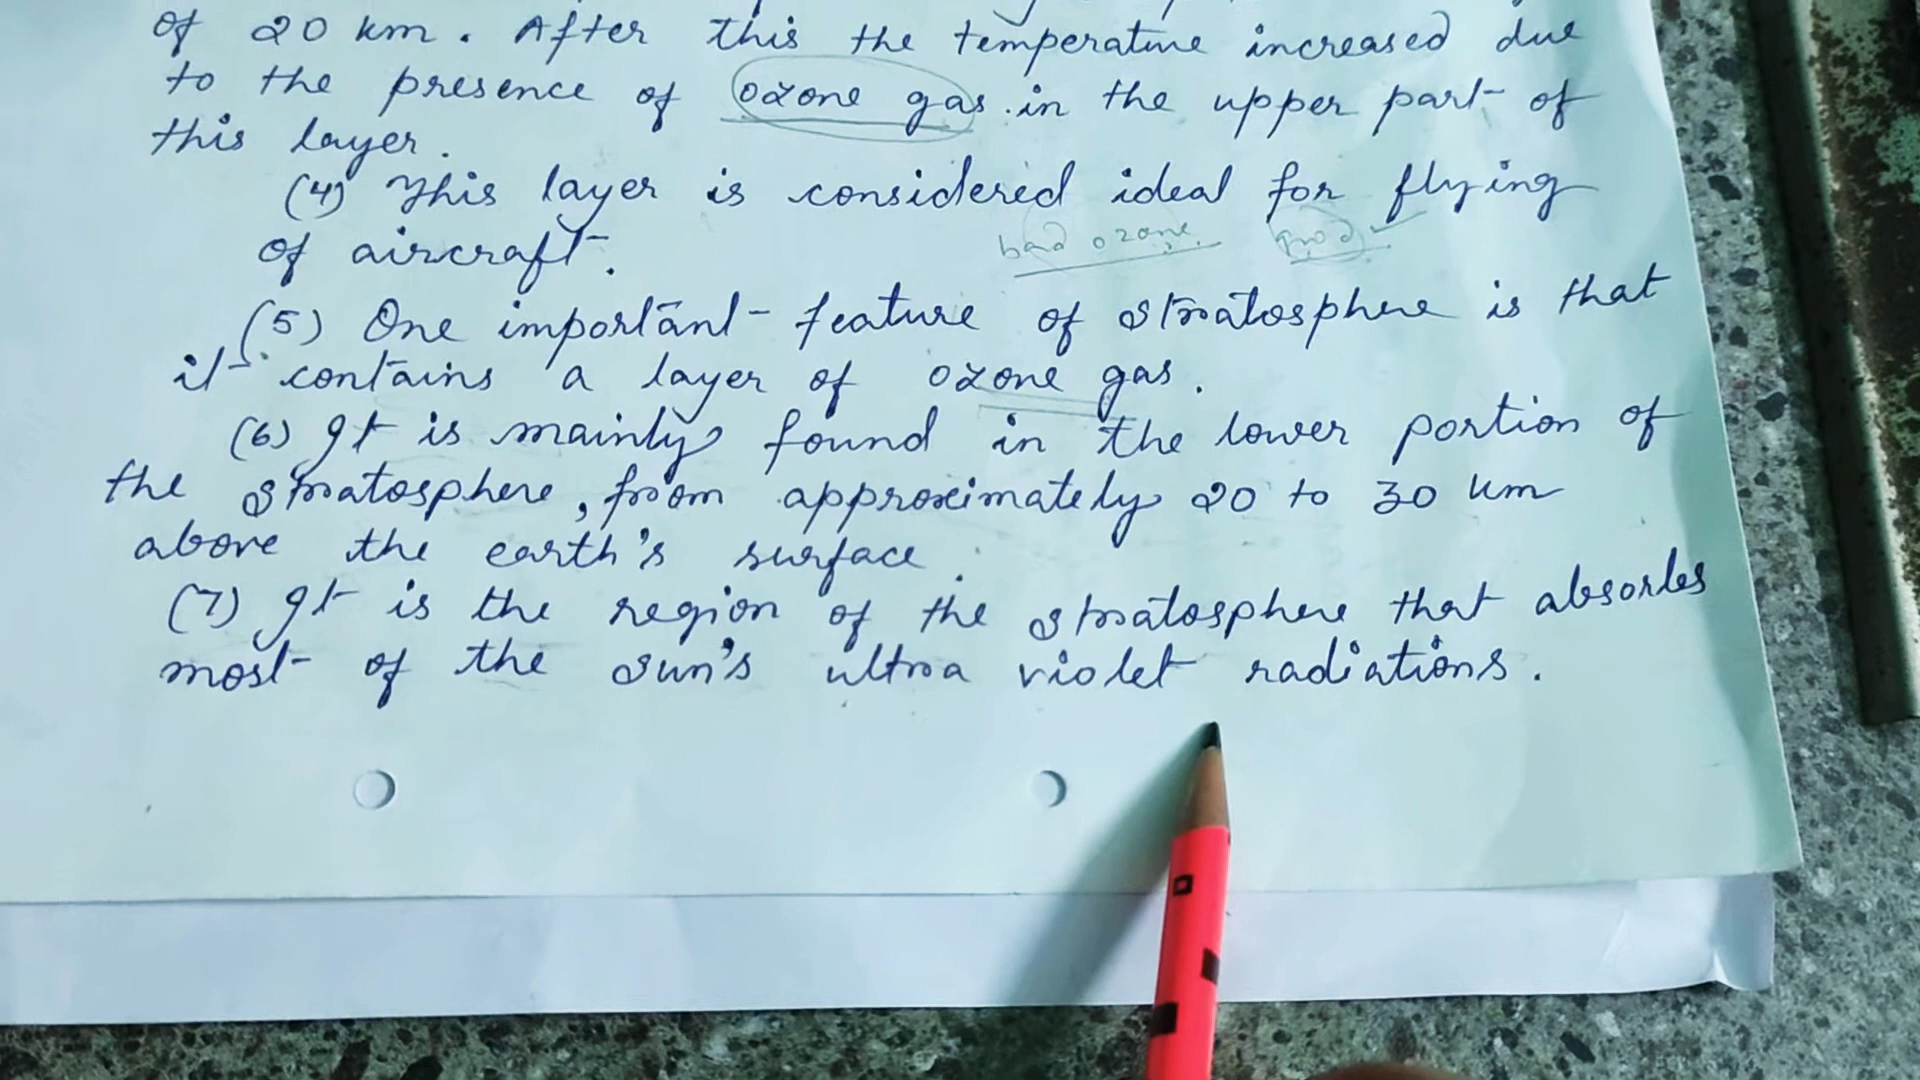 of 20 km. After this the temperature increased due
to the presence of ozone gas in the upper part of
this layer.
(4) This layer is considered ideal for flying
of aircraft.
bad ozone good
(5) One important feature of stratosphere is that
it contains a layer of ozone gas.
(6) It is mainly found in the lower portion of
the stratosphere, from approximately 20 to 30 km
above the earth's surface.
(7) It is the region of the stratosphere that absorbes
most of the sun's ultra violet radiations.